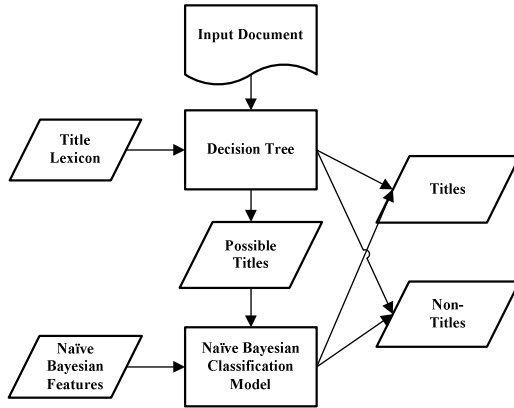 Input Document
Title
Lexicon
Decision Tree
Titles
Possible
Titles
Non-
Titles
Naïve
Bayesian
Features
Naïve Bayesian
Classification
Model